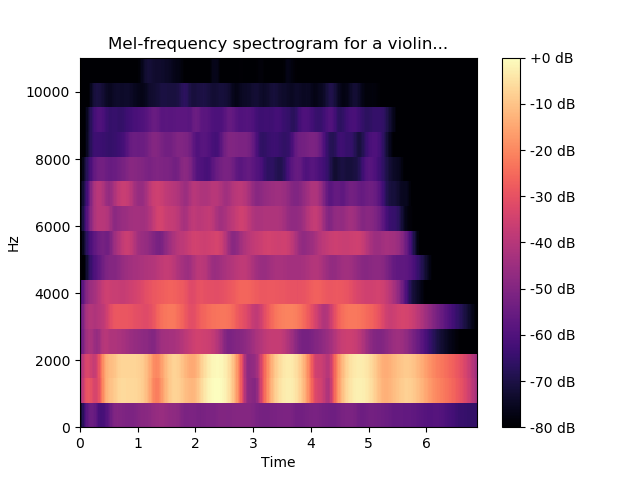 Mel-frequency spectrogram for a violin...
Hz
10000
8000
6000
4000
2000
0
0 1 2 3 4 5 6
Time
+0 dB
-10 dB
-20 dB
-30 dB
-40 dB
-50 dB
-60 dB
-70 dB
-80 dB